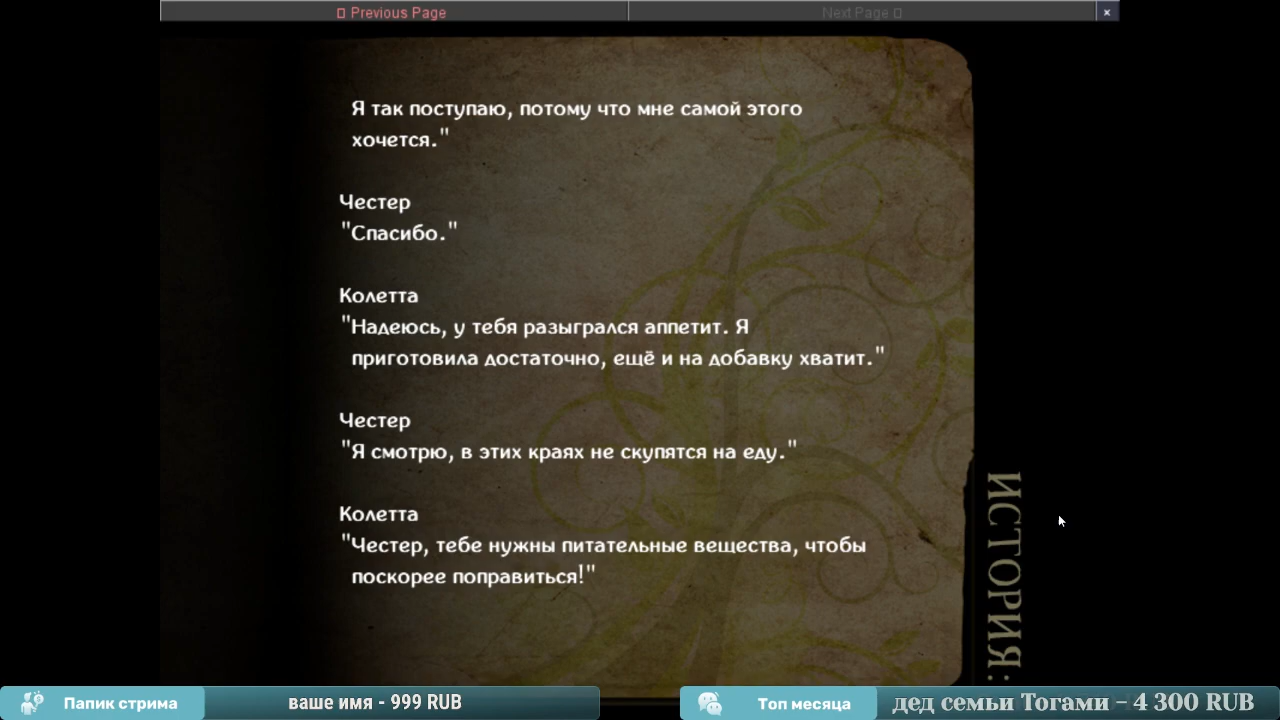 Previous Page
Next Page
×
Я так поступаю, потому что мне самой этого
хочется."
Честер
"Спасибо."
Колетта
"Надеюсь, у тебя разыгрался аппетит. Я
приготовила достаточно, ещё и на добавку хватит."
Честер
"Я смотрю, в этих краях не скупятся на еду."
Колетта
"Честер, тебе нужны питательные вещества, чтобы
поскорее поправиться!"
ИСТОРИЯ:
Папик стрима
ваше имя - 999 RUB
Топ месяца
дед семьи Тогами – 4 300 RUB